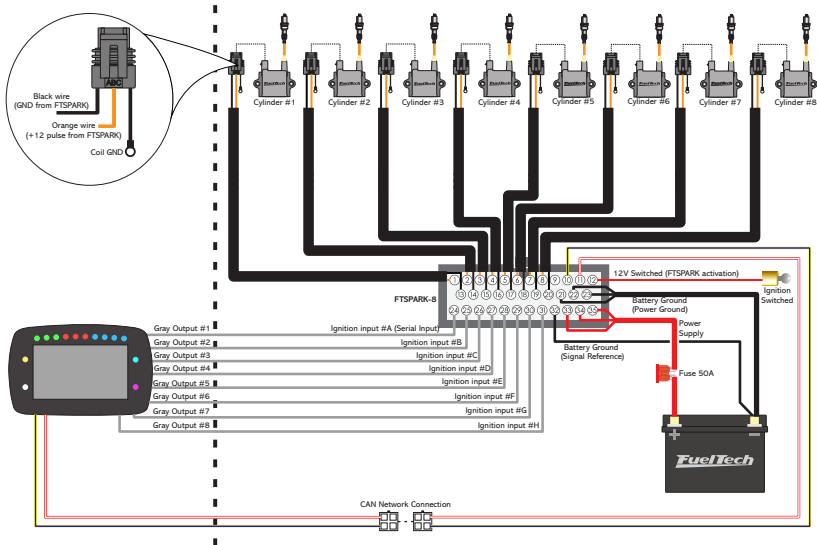 ABC
Black wire
(GND from FTSPARK)
Orange wire
(+12 pulse from FTSPARK)
Coil GND
Cylinder #1
Cylinder #2
Cylinder #3
Cylinder #4
Cylinder #5
Cylinder #6
Cylinder #7
Cylinder #8
FTSPARK-8
1 2 3 4 5 6 7 8 9 10 11 12
13 14 15 16 17 18 19 20 21 22 23
24 25 26 27 28 29 30 31 32 33 34 35
12V Switched (FTSPARK activation)
Ignition
Switched
Battery Ground
(Power Ground)
Power
Supply
Battery Ground
(Signal Reference)
Fuse 50A
Gray Output #1
Ignition input #A (Serial Input)
Gray Output #2
Ignition input #B
Gray Output #3
Ignition input #C
Gray Output #4
Ignition input #D
Gray Output #5
Ignition input #E
Gray Output #6
Ignition input #F
Gray Output #7
Ignition input #G
Gray Output #8
Ignition input #H
+ −
FuelTech
CAN Network Connection